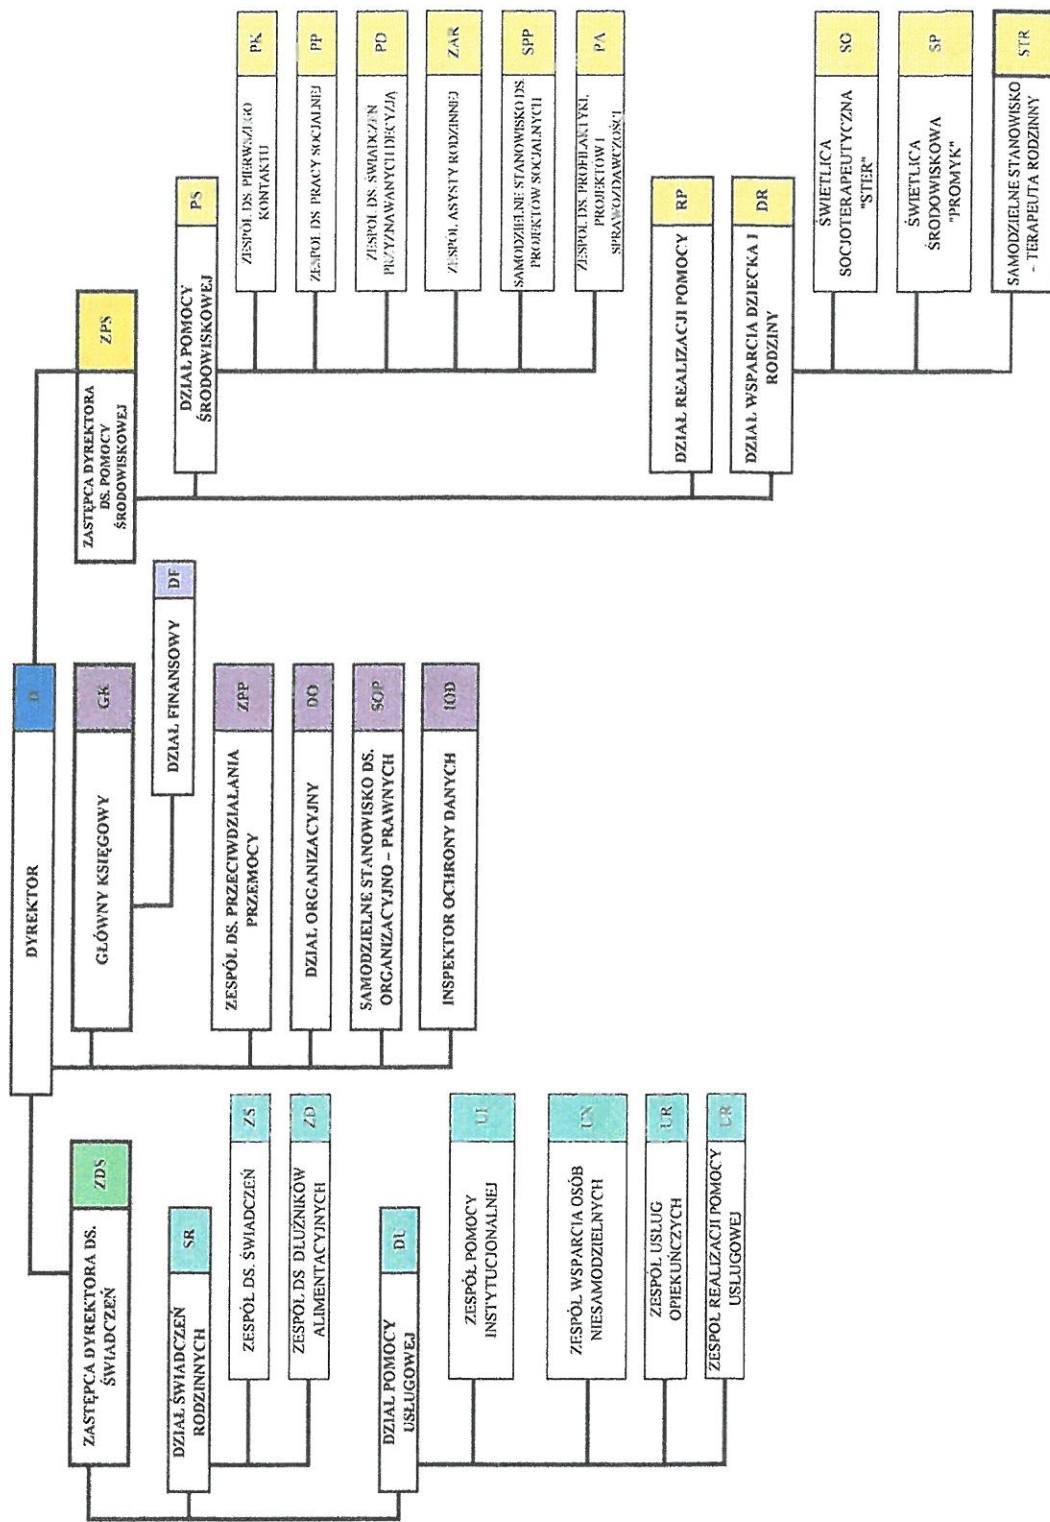 DYREKTOR
D
ZASTĘPCA DYREKTORA DS.
ŚWIADCZEŃ
ZDS
DZIAŁ ŚWIADCZEŃ
RODZINNYCH
SR
ZESPÓŁ DS. ŚWIADCZEŃ
ZS
ZESPÓŁ DS DŁUŻNIKÓW
ALIMENTACYJNYCH
ZD
DZIAŁ POMOCY
USŁUGOWEJ
DU
ZESPÓŁ POMOCY
INSTYTUCJONALNEJ
UI
ZESPÓŁ WSPARCIA OSÓB
NIESAMODZIELNYCH
UN
ZESPÓŁ USŁUG
OPIEKUŃCZYCH
UR
ZESPÓŁ REALIZACJI POMOCY
USŁUGOWEJ
UR
GŁÓWNY KSIĘGOWY
GK
DZIAŁ FINANSOWY
DF
ZESPÓŁ DS. PRZECIWDZIAŁANIA
PRZEMOCY
ZPP
DZIAŁ ORGANIZACYJNY
DO
SAMODZIELNE STANOWISKO DS.
ORGANIZACYJNO – PRAWNYCH
SOP
INSPEKTOR OCHRONY DANYCH
IOD
ZASTĘPCA DYREKTORA
DS. POMOCY
ŚRODOWISKOWEJ
ZPS
DZIAŁ POMOCY
ŚRODOWISKOWEJ
PS
ZESPÓŁ DS. PIERWSZEGO
KONTAKTU
PK
ZESPÓŁ DS PRACY SOCJALNEJ
PP
ZESPÓŁ DS. ŚWIADCZEŃ
PRZYZNAWANYCH DECYZJĄ
PD
ZESPÓŁ ASYSTY RODZINNEJ
ZAR
SAMODZIELNE STANOWISKO DS.
PROJEKTÓW SOCJALNYCH
SPP
ZESPÓŁ DS. PROFILAKTYKI,
PROJEKTÓW I
SPRAWOZDAWCZOŚCI
PA
DZIAŁ REALIZACJI POMOCY
RP
DZIAŁ WSPARCIA DZIECKA I
RODZINY
DR
ŚWIETLICA
SOCJOTERAPEUTYCZNA
"STER"
ŚWIETLICA
ŚRODOWISKOWA
"PROMYK"
SP
SAMODZIELNE STANOWISKO
– TERAPEUTA RODZINNY
STR